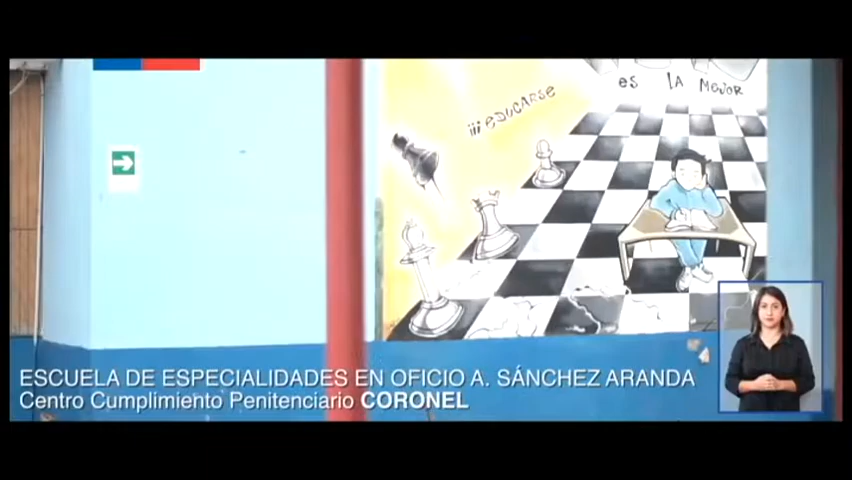 es LA MEJOR
¡¡¡EDUCARSE
ESCUELA DE ESPECIALIDADES EN OFICIO A. SÁNCHEZ ARANDA
Centro Cumplimiento Penitenciario CORONEL